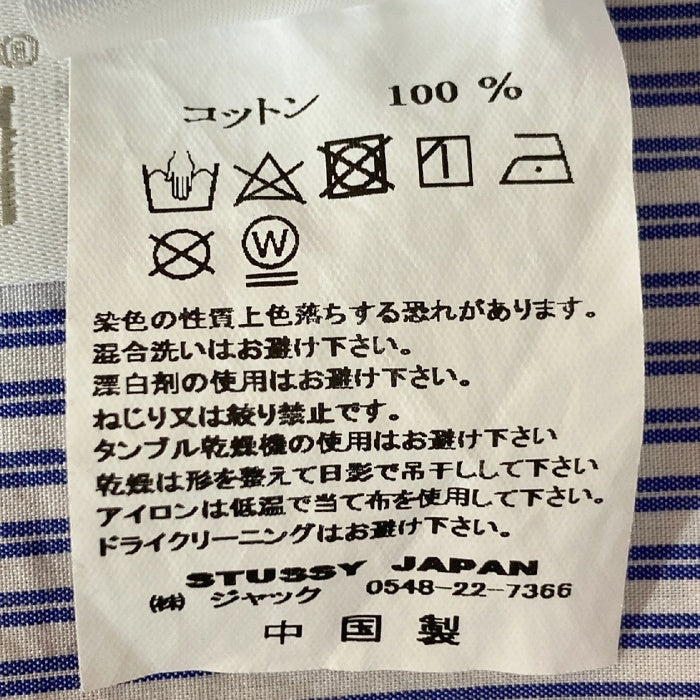 ®
コットン 100 %
W
染色の性質上色落ちする恐れがあります。
混合洗いはお避け下さい。
漂白剤の使用はお避け下さい。
ねじり又は絞り禁止です。
タンブル乾燥機の使用はお避け下さい
乾燥は形を整えて日影で吊干しして下さい
アイロンは低温で当て布を使用して下さい。
ドライクリーニングはお避け下さい。
STUSSY JAPAN
㈱ ジャック 0548-22-7366
中国製